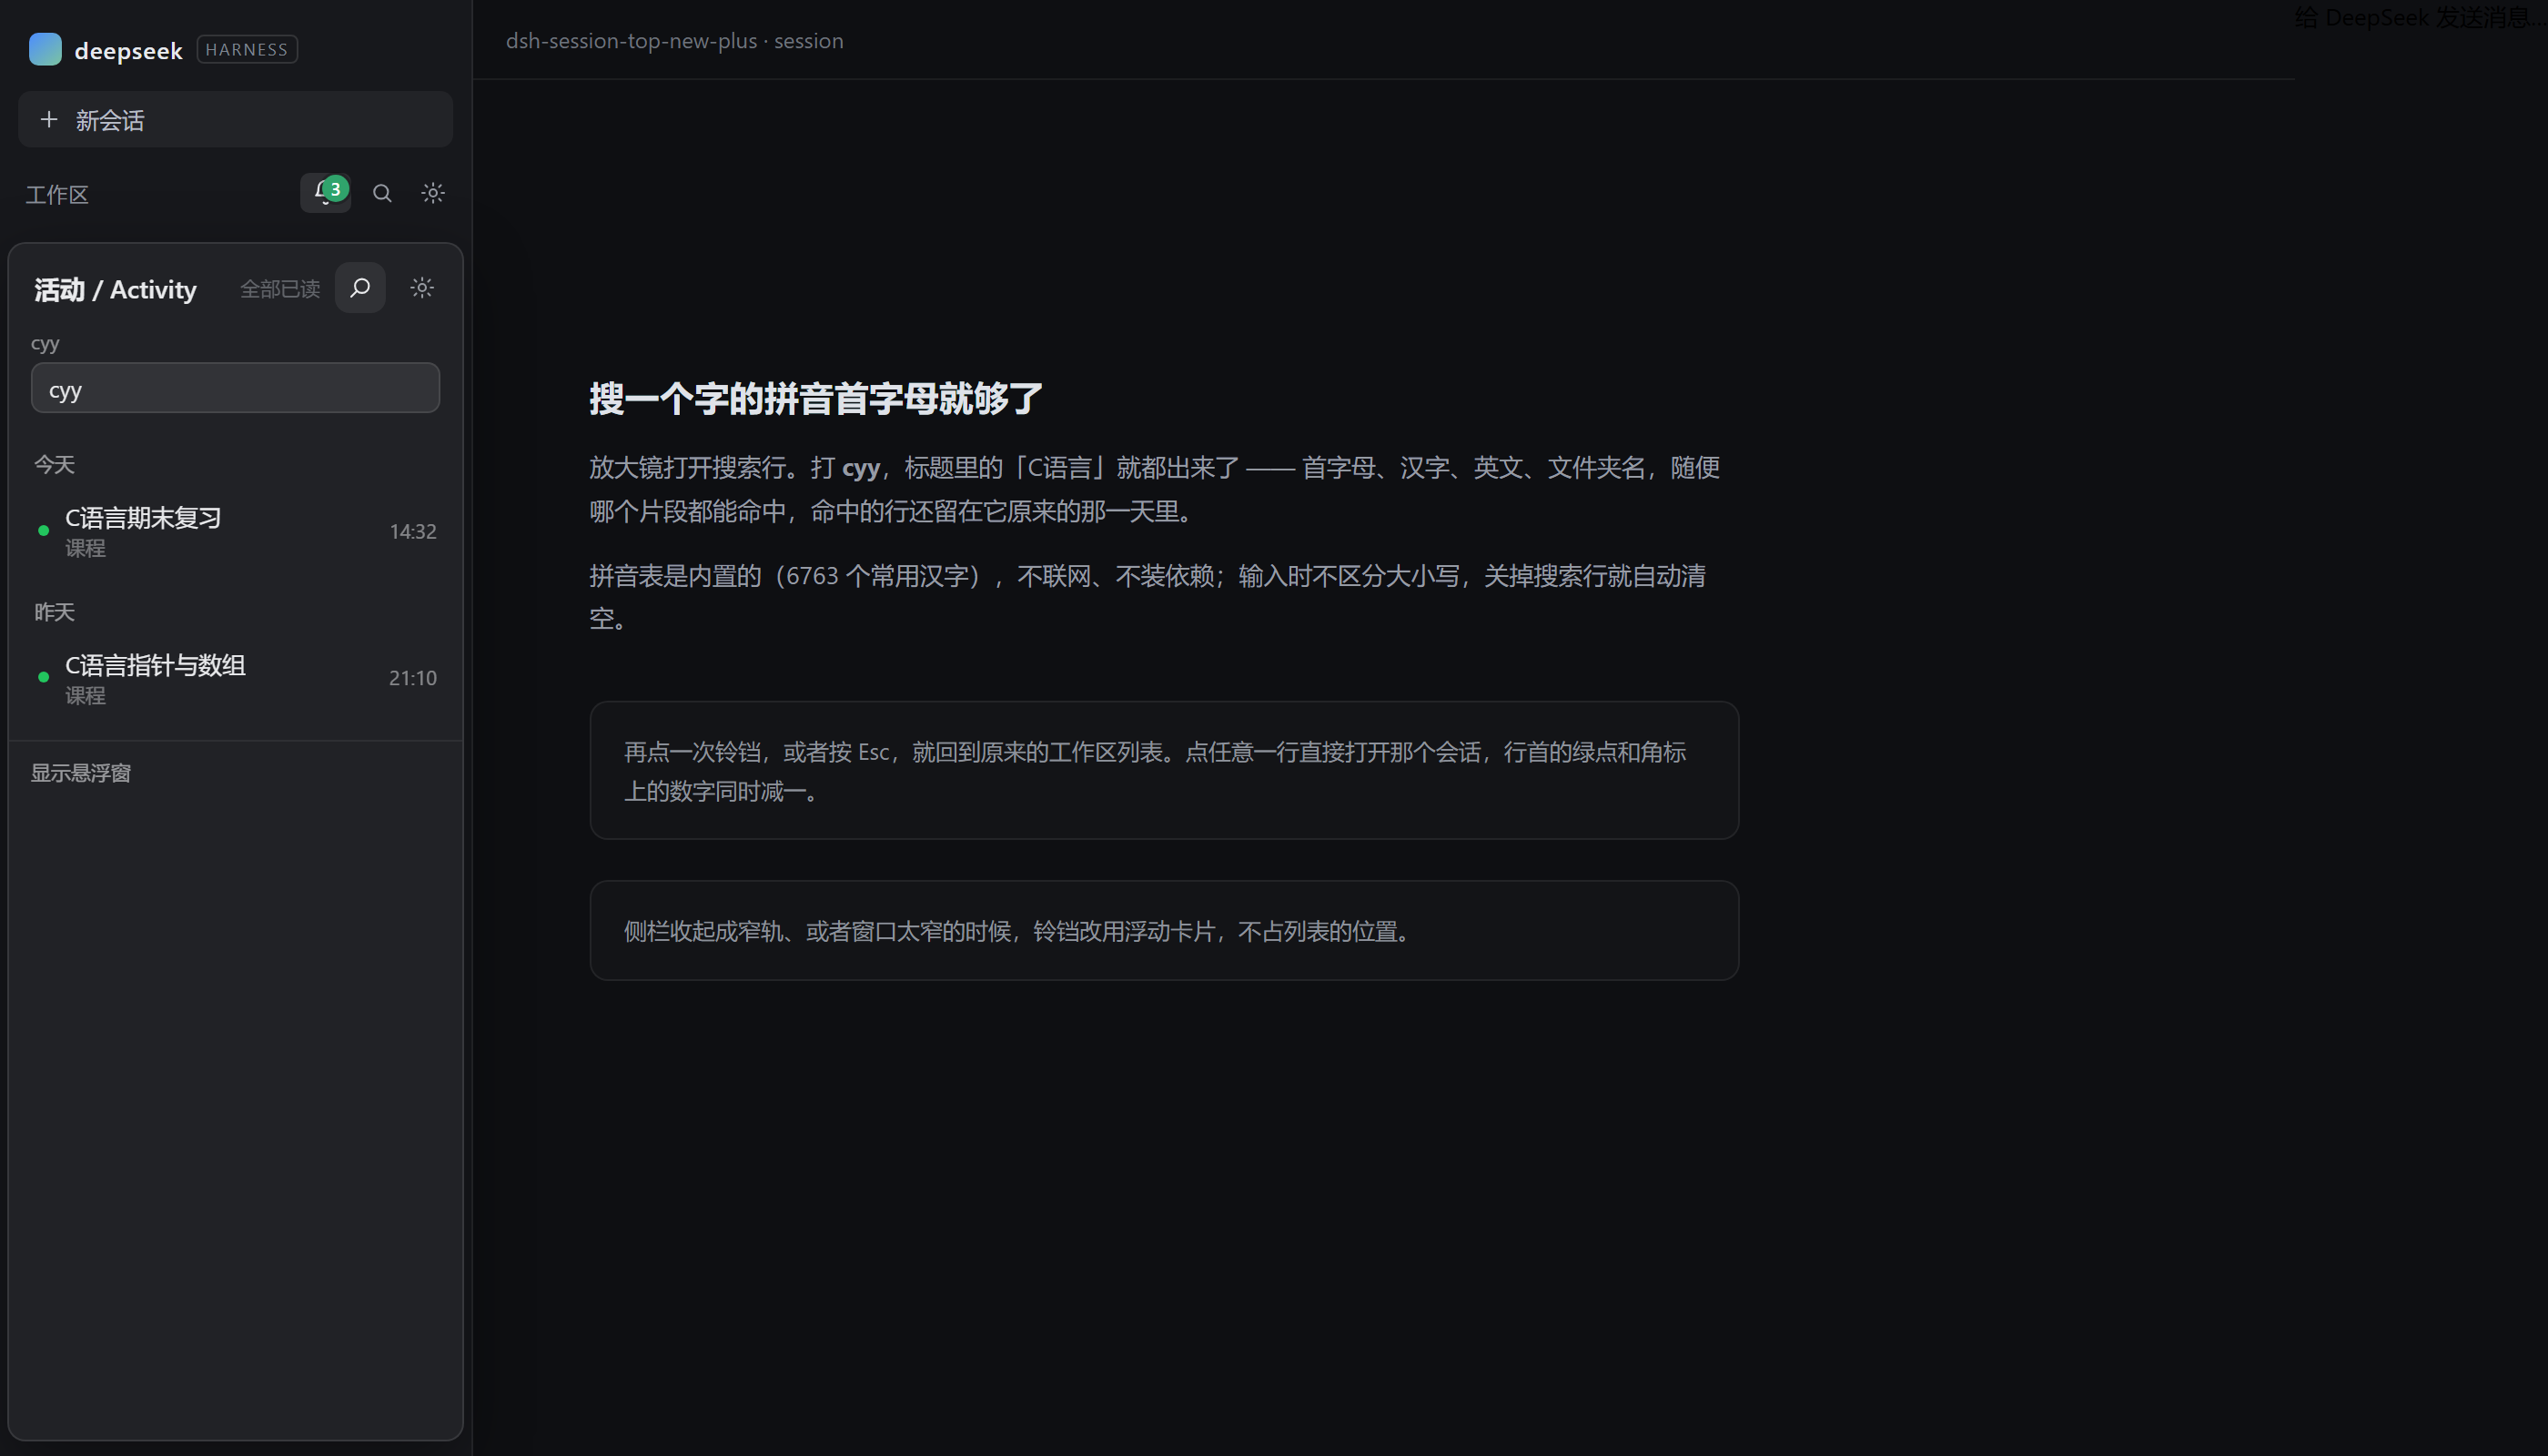 deepseek HARNESS
新会话
工作区
3
活动 / Activity
全部已读
cyy
cyy
今天
C语言期末复习
课程
14:32
昨天
C语言指针与数组
课程
21:10
显示悬浮窗
dsh-session-top-new-plus · session
给 DeepSeek 发送消息...
搜一个字的拼音首字母就够了
放大镜打开搜索行。打 cyy，标题里的「C语言」就都出来了 —— 首字母、汉字、英文、文件夹名，随便
哪个片段都能命中，命中的行还留在它原来的那一天里。
拼音表是内置的（6763 个常用汉字），不联网、不装依赖；输入时不区分大小写，关掉搜索行就自动清
空。
再点一次铃铛，或者按 Esc，就回到原来的工作区列表。点任意一行直接打开那个会话，行首的绿点和角标
上的数字同时减一。
侧栏收起成窄轨、或者窗口太窄的时候，铃铛改用浮动卡片，不占列表的位置。